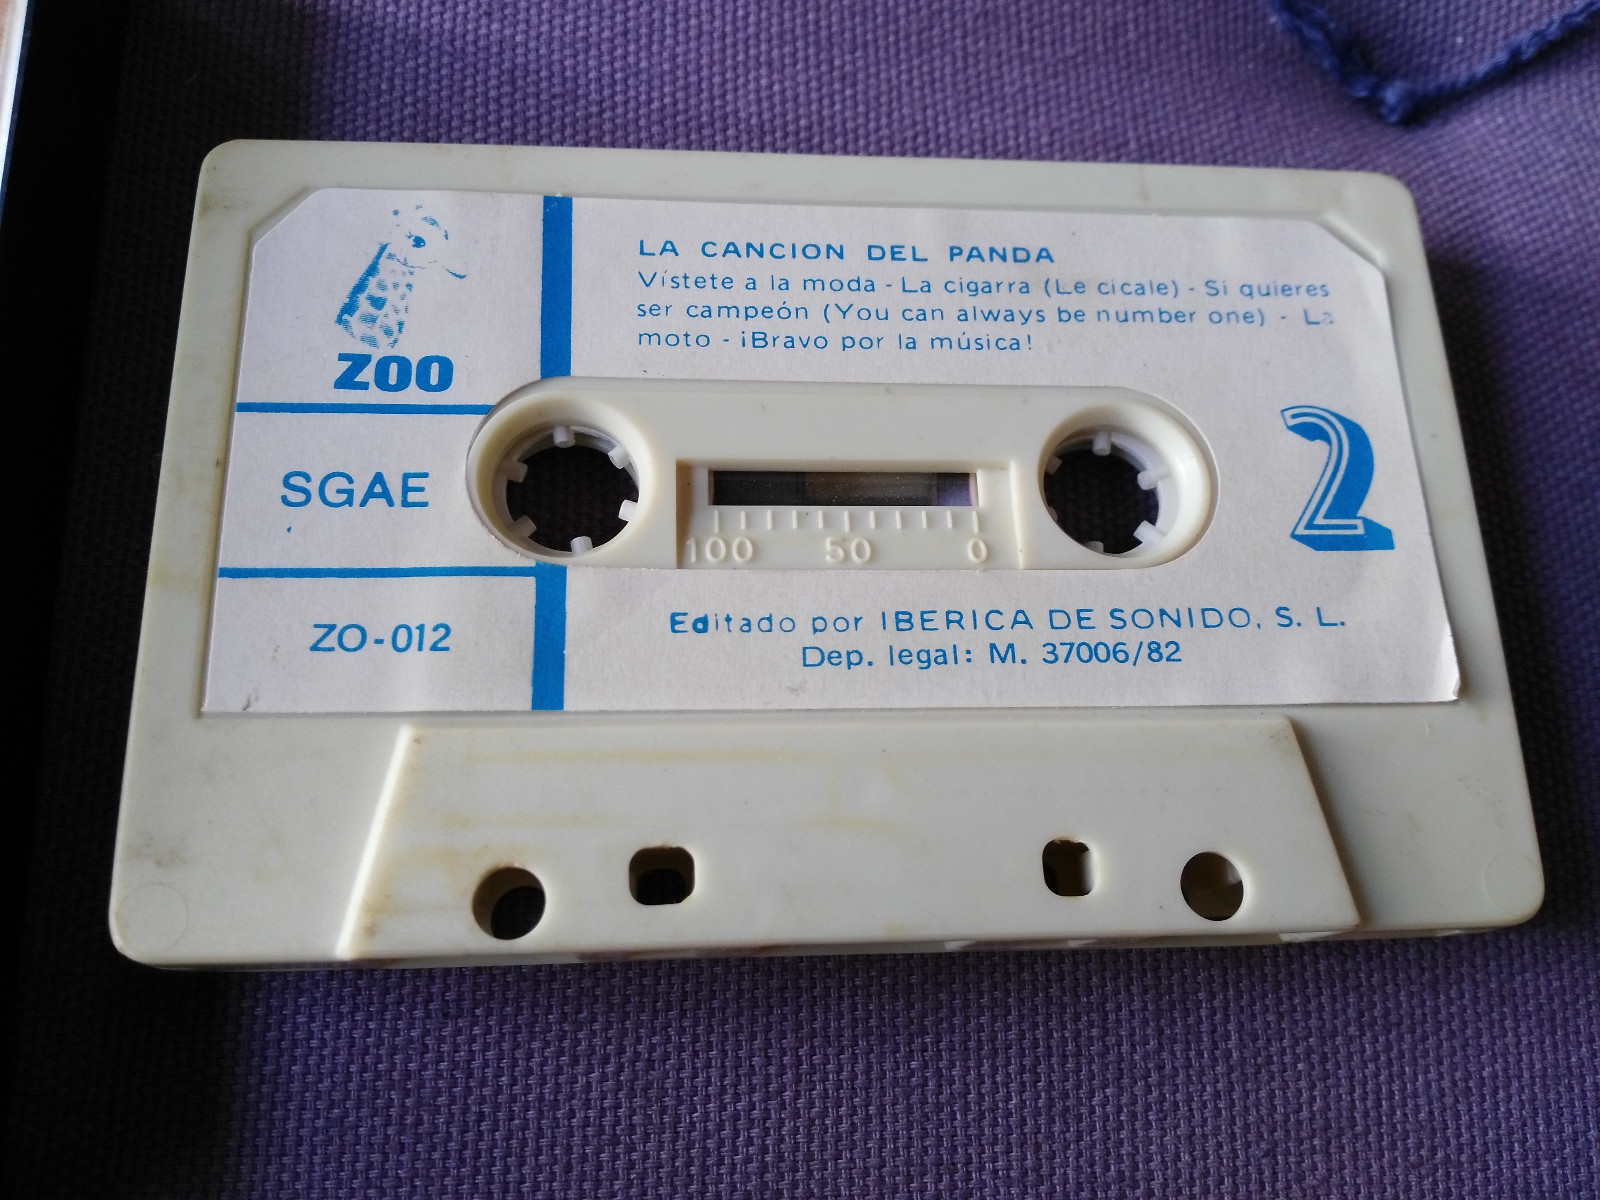 ZOO
SGAE
ZO-012
LA CANCION DEL PANDA
Vístete a la moda - La cigarra (Le cicale) - Si quieres
ser campeón (You can always be number one) - La
moto - ¡Bravo por la música!
2
100 50 0
Editado por IBERICA DE SONIDO, S. L.
Dep. legal: M. 37006/82